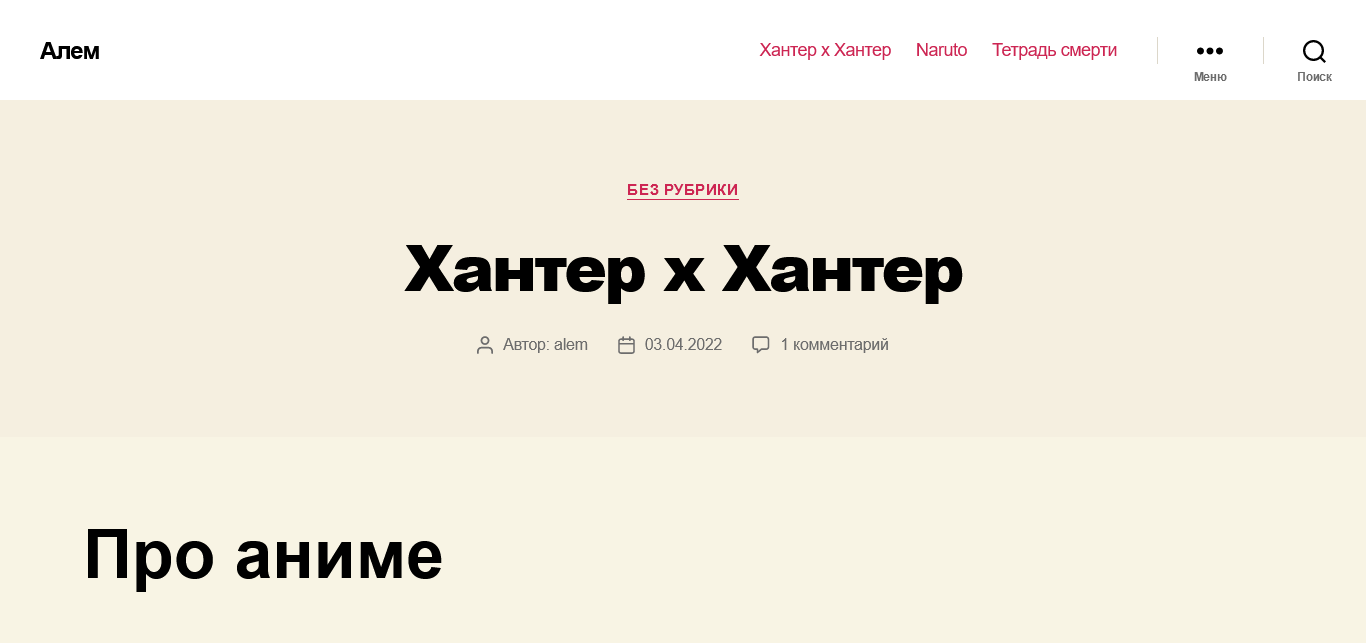 Алем
Хантер х Хантер Naruto Тетрадь смерти
Меню
Поиск
БЕЗ РУБРИКИ
Хантер х Хантер
Автор: alem 03.04.2022 1 комментарий
Про аниме